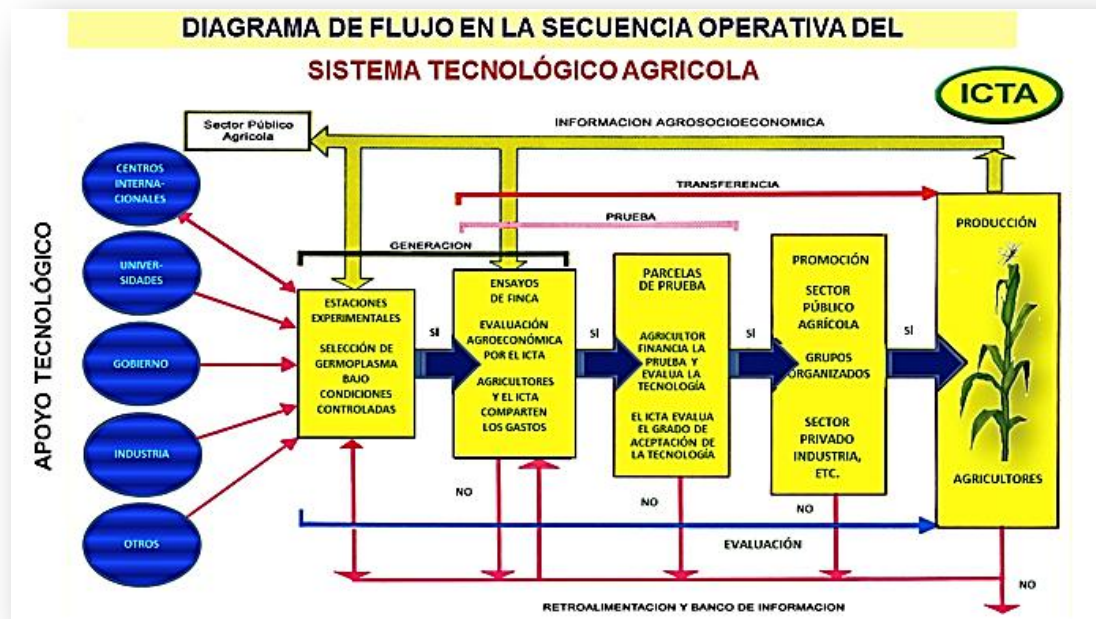 DIAGRAMA DE FLUJO EN LA SECUENCIA OPERATIVA DEL
SISTEMA TECNOLÓGICO AGRICOLA
ICTA
Sector Público
Agrícola
INFORMACION AGROSOCIOECONOMICA
TRANSFERENCIA
PRUEBA
GENERACION
APOYO TECNOLÓGICO
CENTROS
INTERNA-
CIONALES
UNIVER-
SIDADES
GOBIERNO
INDUSTRIA
OTROS
ESTACIONES
EXPERIMENTALES
SELECCIÓN DE
GERMOPLASMA
BAJO
CONDICIONES
CONTROLADAS
SI
ENSAYOS
DE FINCA
EVALUACIÓN
AGROECONÓMICA
POR EL ICTA
AGRICULTORES
Y EL ICTA
COMPARTEN
LOS GASTOS
SI
PARCELAS
DE PRUEBA
AGRICULTOR
FINANCIA LA
PRUEBA Y
EVALUA LA
TECNOLOGÍA
EL ICTA EVALUA
EL GRADO DE
ACEPTACIÓN DE
LA TECNOLOGÍA
SI
PROMOCIÓN
SECTOR
PÚBLICO
AGRÍCOLA
GRUPOS
ORGANIZADOS
SECTOR
PRIVADO
INDUSTRIA,
ETC.
SI
PRODUCCIÓN
AGRICULTORES
NO
NO
NO
NO
EVALUACIÓN
RETROALIMENTACION Y BANCO DE INFORMACION